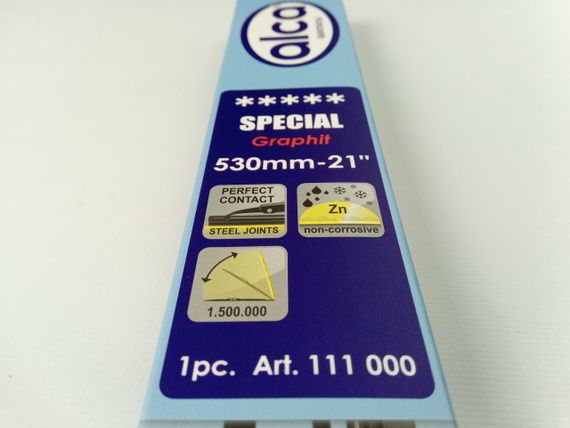 alca
*****
SPECIAL
Graphit
530mm-21"
PERFECT
CONTACT
STEEL JOINTS
Zn
non-corrosive
1.500.000
1pc. Art. 111 000